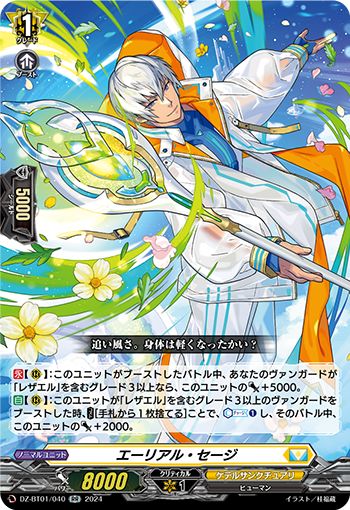 1
グレード
ブースト
5000
シールド
追い風さ。身体は軽くなったかい？
永【R】：このユニットがブーストしたバトル中、あなたのヴァンガードが
「レザエル」を含むグレード３以上なら、このユニットの+5000。
自【R】：このユニットが「レザエル」を含むグレード３以上のヴァンガードを
ブーストした時、[手札から１枚捨てる]ことで、1し、そのバトル中、こ
のユニットの+2000。
ノーマルユニット
エーリアル・セージ
パワー
8000
クリティカル
1
ケテルサンクチュアリ
ヒューマン
DZ-BT01/040 RR 2024
イラスト／桂福蔵